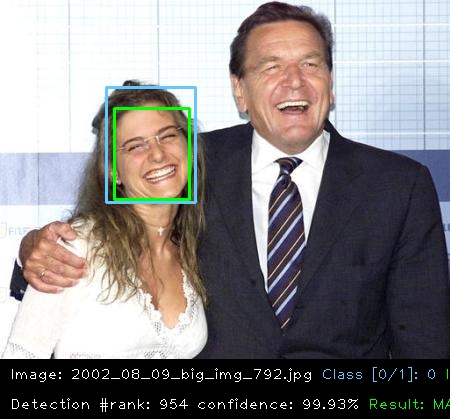 Image: 2002_08_09_big_img_792.jpg Class [0/1]: 0
Detection #rank: 954 confidence: 99.93% Result: